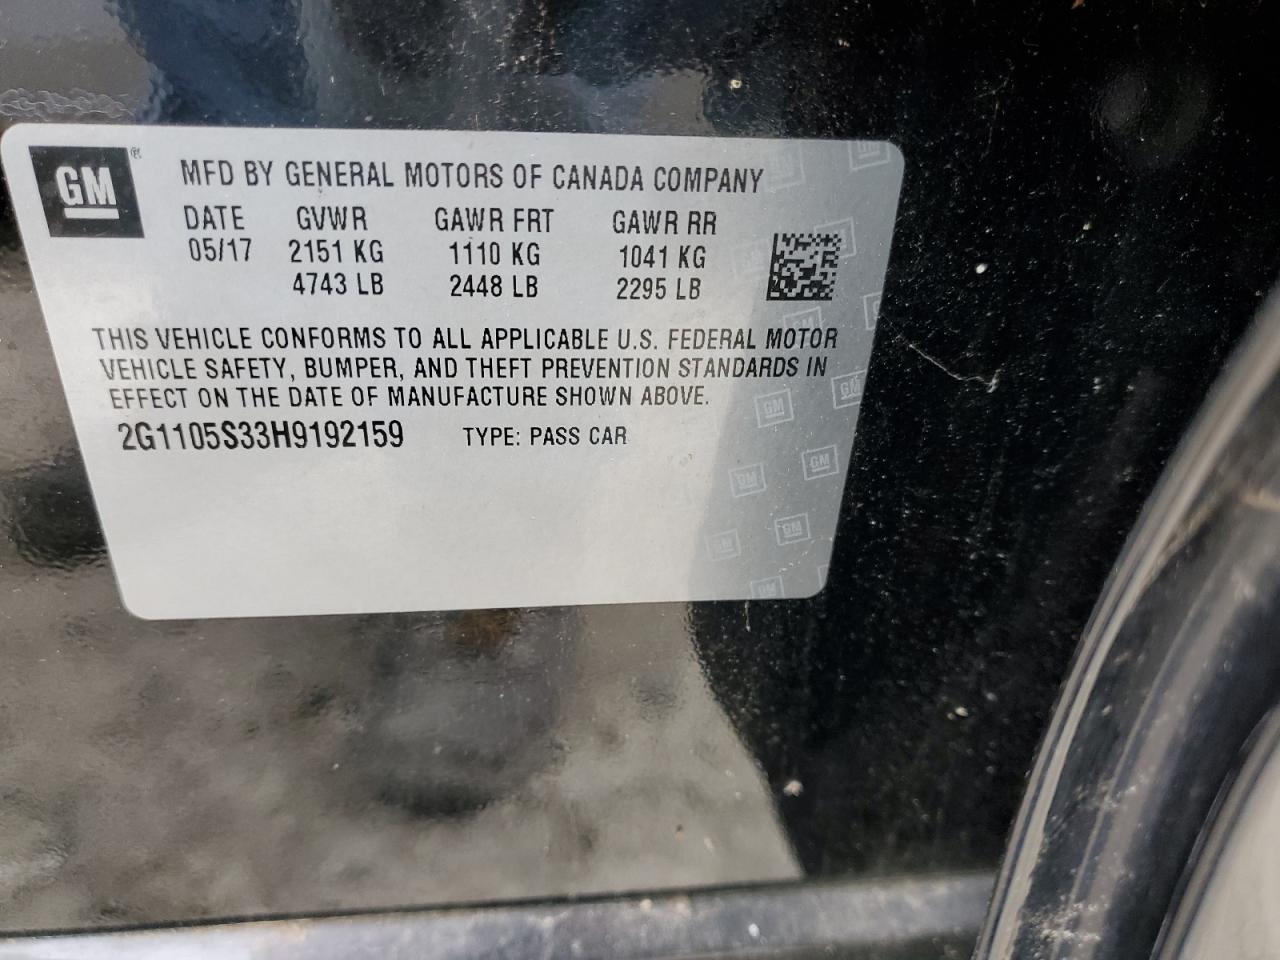 GM ®
MFD BY GENERAL MOTORS OF CANADA COMPANY
DATE GVWR GAWR FRT GAWR RR
05/17 2151 KG 1110 KG 1041 KG
4743 LB 2448 LB 2295 LB
THIS VEHICLE CONFORMS TO ALL APPLICABLE U.S. FEDERAL MOTOR
VEHICLE SAFETY, BUMPER, AND THEFT PREVENTION STANDARDS IN
EFFECT ON THE DATE OF MANUFACTURE SHOWN ABOVE.
2G1105S33H9192159 TYPE: PASS CAR